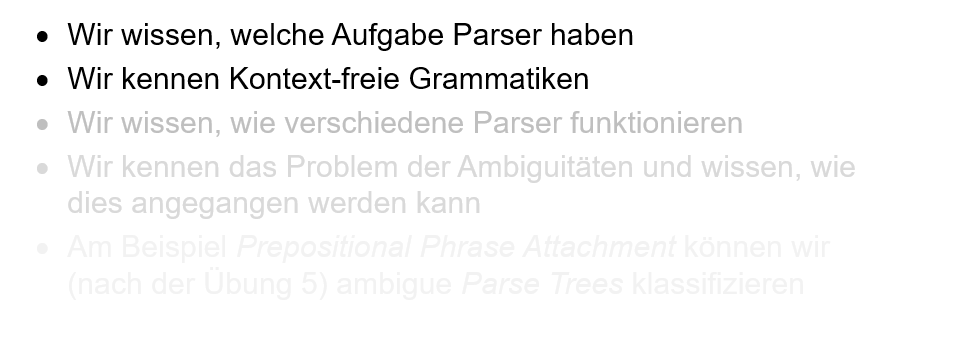 • Wir wissen, welche Aufgabe Parser haben
• Wir kennen Kontext-freie Grammatiken
• Wir wissen, wie verschiedene Parser funktionieren
• Wir kennen das Problem der Ambiguitäten und wissen, wie
dies angegangen werden kann
• Am Beispiel Prepositional Phrase Attachment können wir
(nach der Übung 5) ambigue Parse Trees klassifizieren